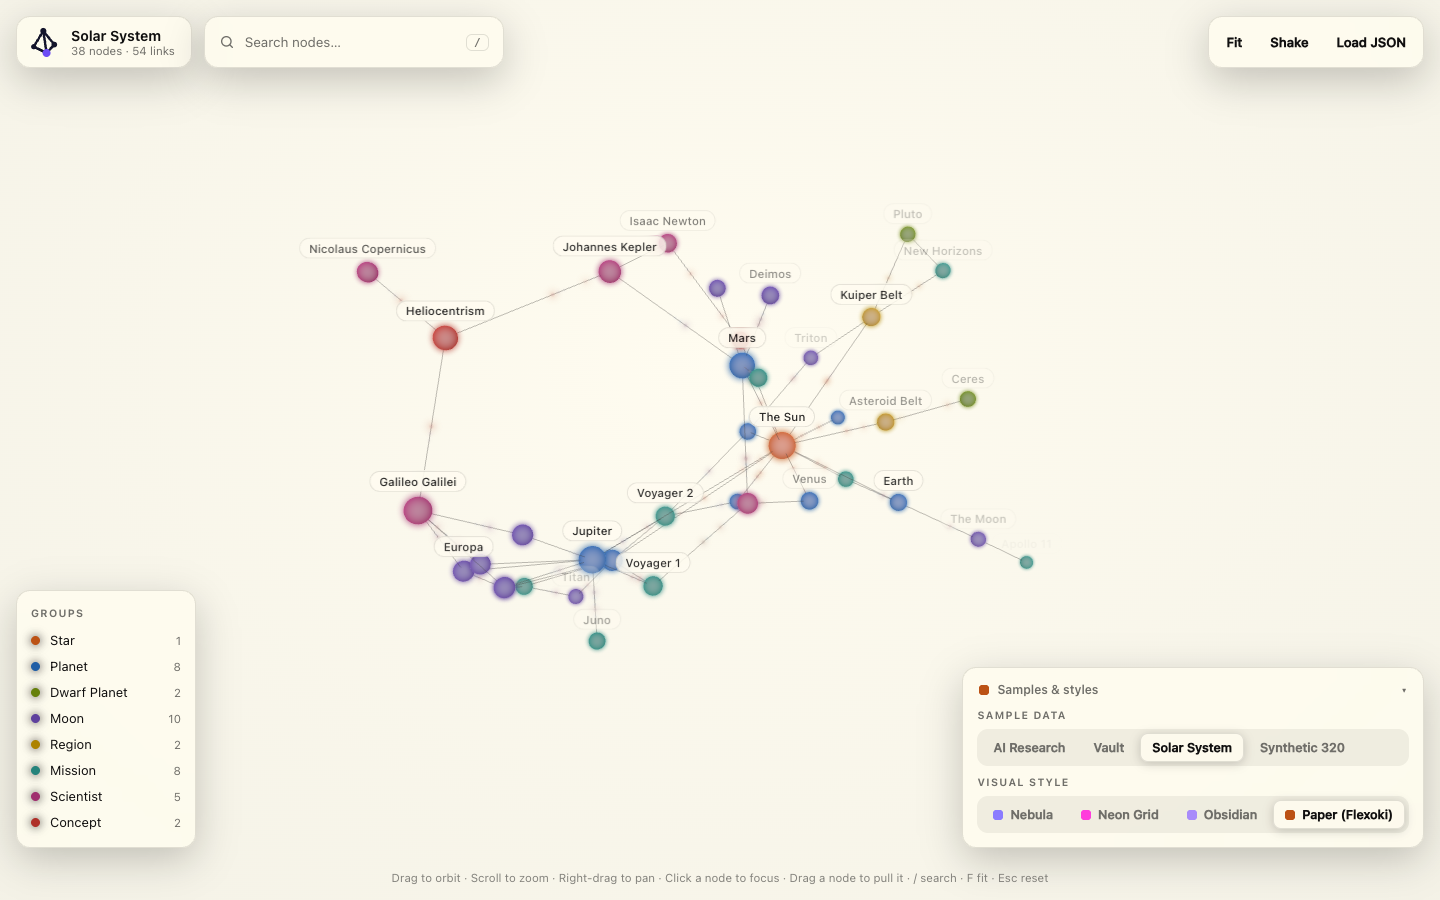 Solar System
38 nodes · 54 links
Search nodes...
/
Fit
Shake
Load JSON
Pluto
Isaac Newton
Nicolaus Copernicus
Johannes Kepler
New Horizons
Deimos
Kuiper Belt
Heliocentrism
Mars
Triton
Ceres
Asteroid Belt
The Sun
Galileo Galilei
Venus
Earth
Voyager 2
The Moon
Jupiter
Apollo 11
Europa
Voyager 1
Titan
Juno
GROUPS
Star 1
Planet 8
Dwarf Planet 2
Moon 10
Region 2
Mission 8
Scientist 5
Concept 2
Samples & styles
SAMPLE DATA
AI Research
Vault
Solar System
Synthetic 320
VISUAL STYLE
Nebula
Neon Grid
Obsidian
Paper (Flexoki)
Drag to orbit · Scroll to zoom · Right-drag to pan · Click a node to focus · Drag a node to pull it · / search · F fit · Esc reset